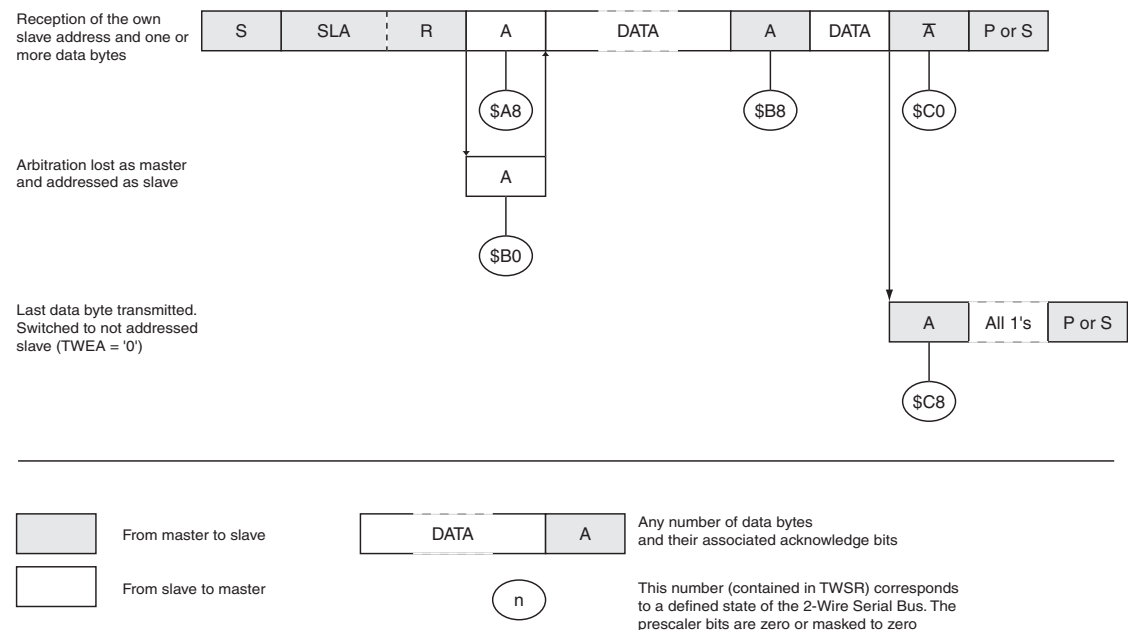 Reception of the own
slave address and one or
more data bytes
S SLA R A DATA A DATA A̅ P or S
$A8 $B8 $C0
Arbitration lost as master
and addressed as slave
A
$B0
Last data byte transmitted.
Switched to not addressed
slave (TWEA = '0')
A All 1's P or S
$C8
From master to slave
DATA A
Any number of data bytes
and their associated acknowledge bits
From slave to master
n
This number (contained in TWSR) corresponds
to a defined state of the 2-Wire Serial Bus. The
prescaler bits are zero or masked to zero